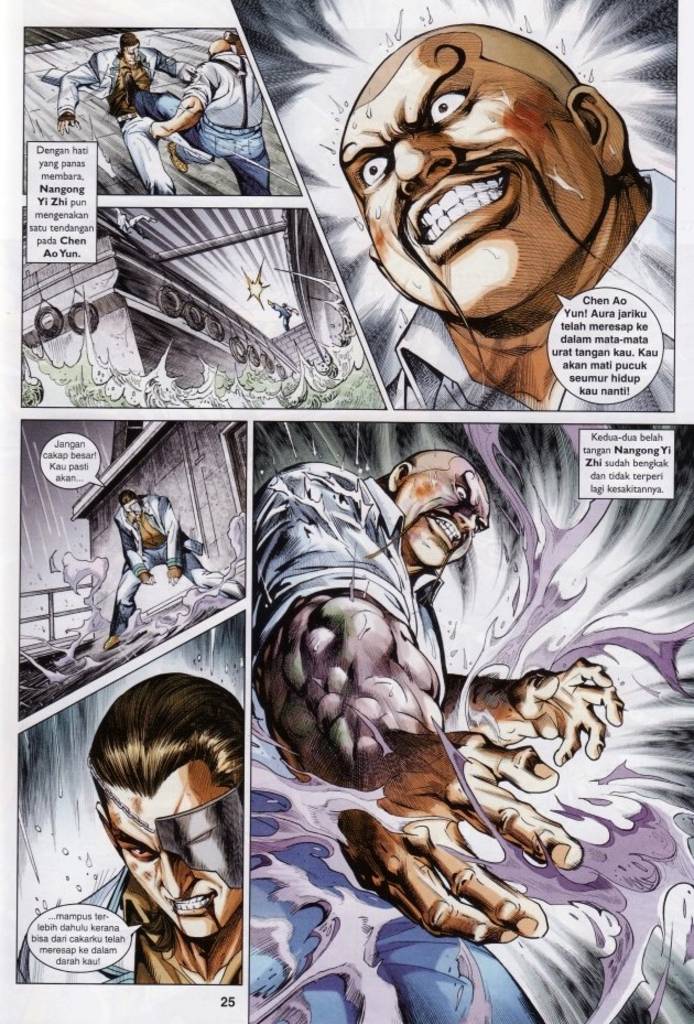 Dengan hati
yang panas
membara,
Nangong
Yi Zhi pun
mengenakan
satu tendangan
pada Chen
Ao Yun.
Chen Ao
Yun! Aura jariku
telah meresap ke
dalam mata-mata
urat tangan kau. Kau
akan mati pucuk
seumur hidup
kau nanti!
Jangan
cakap besar!
Kau pasti
akan...
Kedua-dua belah
tangan Nangong Yi
Zhi sudah bengkak
dan tidak terperi
lagi kesakitannya.
...mampus ter-
lebih dahulu kerana
bisa dari cakarku telah
meresap ke dalam
darah kau!
25